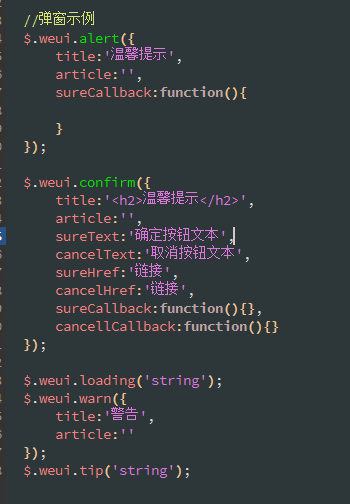 //弹窗示例
$.weui.alert({
title:'温馨提示',
article:'',
sureCallback:function(){
}
});
$.weui.confirm({
title:'<h2>温馨提示</h2>',
article:'',
sureText:'确定按钮文本',
cancelText:'取消按钮文本',
sureHref:'链接',
cancelHref:'链接',
sureCallback:function(){},
cancellCallback:function(){}
});
$.weui.loading('string');
$.weui.warn({
title:'警告',
article:''
});
$.weui.tip('string');